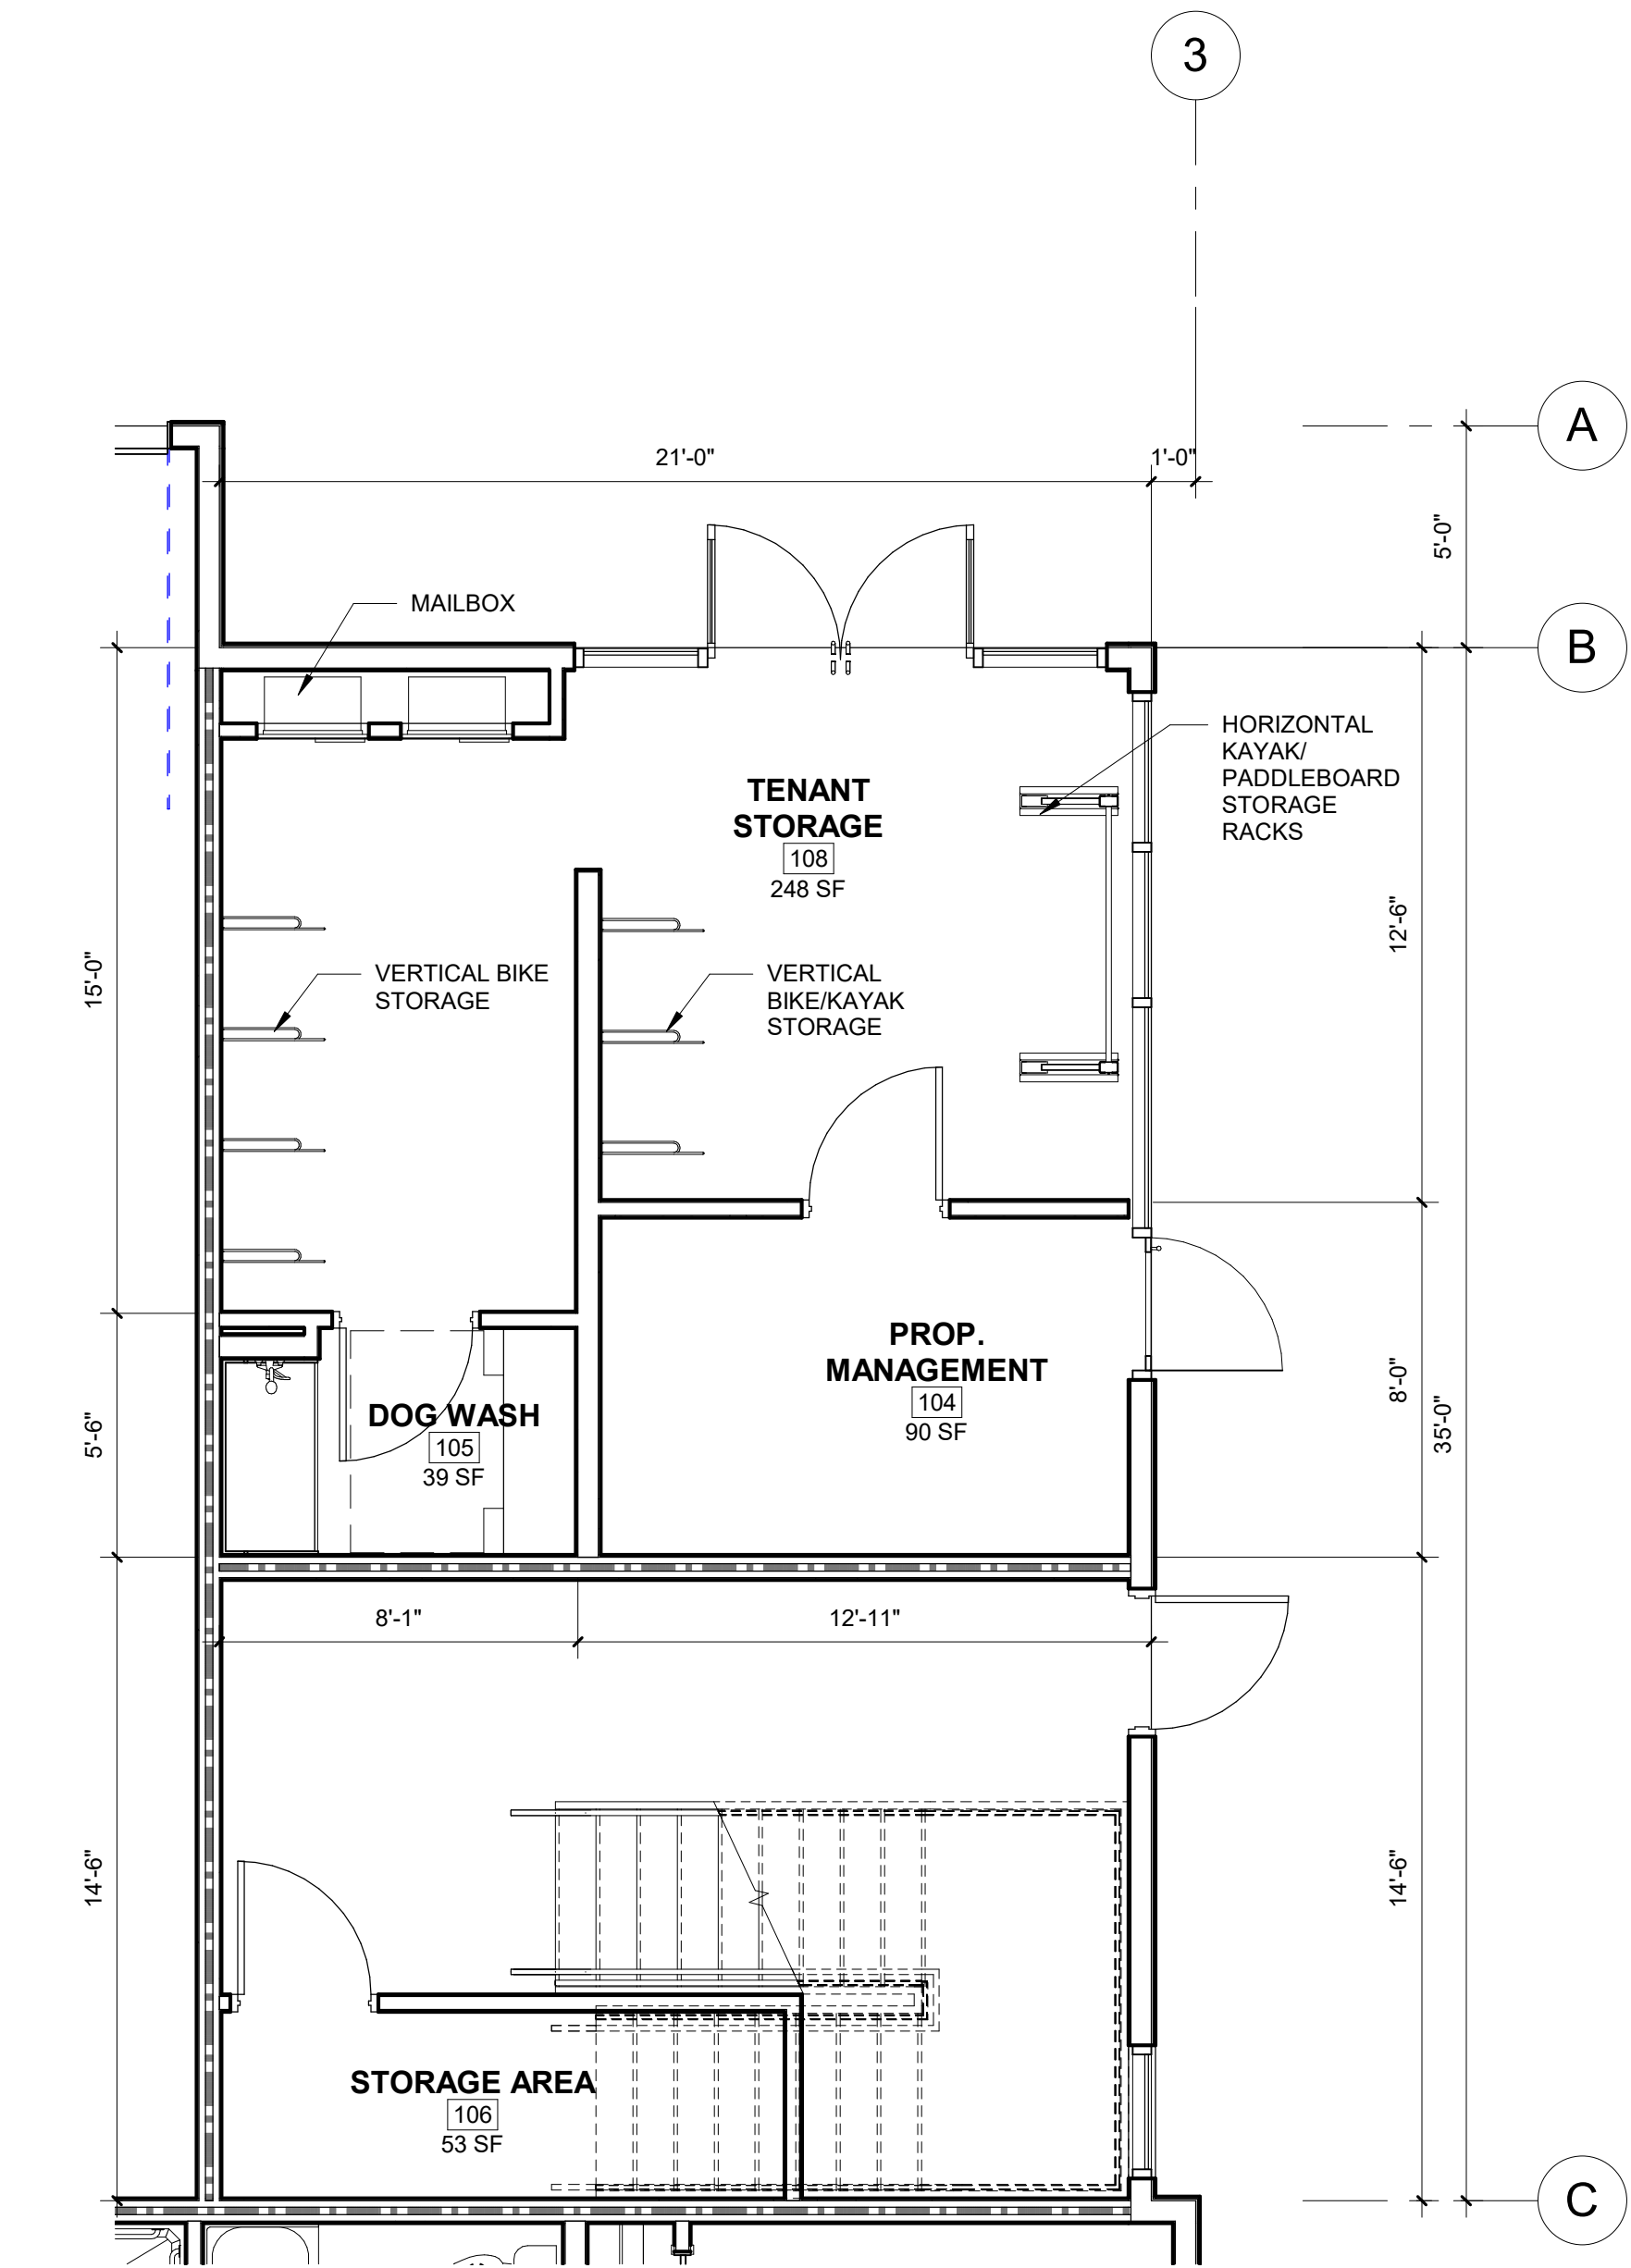 3
A
21'-0"
1'-0"
5'-0"
MAILBOX
B
HORIZONTAL
KAYAK/
PADDLEBOARD
STORAGE
RACKS
TENANT
STORAGE
108
248 SF
12'-6"
15'-0"
VERTICAL BIKE
STORAGE
VERTICAL
BIKE/KAYAK
STORAGE
PROP.
MANAGEMENT
104
90 SF
8'-0"
35'-0"
5'-6"
DOG WASH
105
39 SF
8'-1"
12'-11"
14'-6"
14'-6"
STORAGE AREA
106
53 SF
C